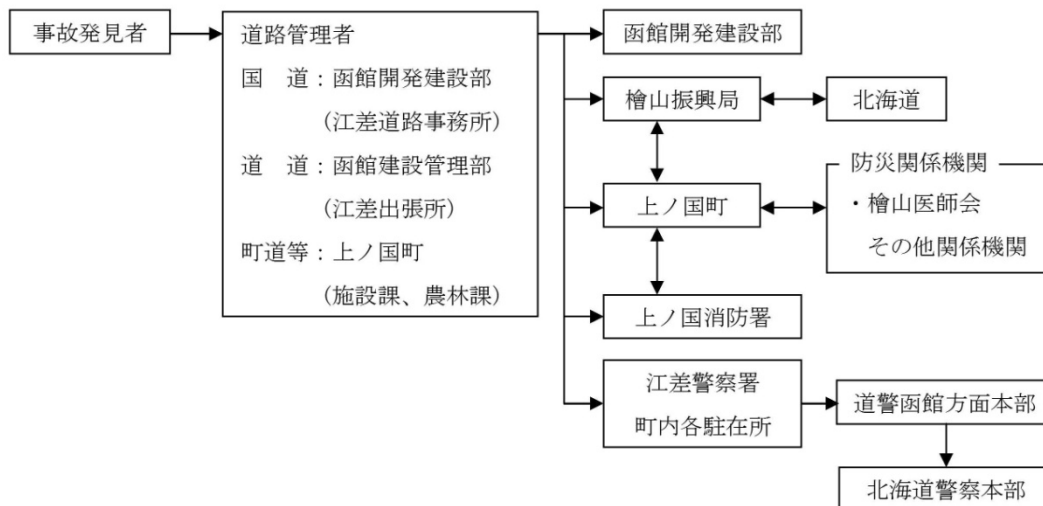 事故発見者
道路管理者
国　道：函館開発建設部
（江差道路事務所）
道　道：函館建設管理部
（江差出張所）
町道等：上ノ国町
（施設課、農林課）
函館開発建設部
檜山振興局
北海道
上ノ国町
防災関係機関
・檜山医師会
その他関係機関
上ノ国消防署
江差警察署
町内各駐在所
道警函館方面本部
北海道警察本部